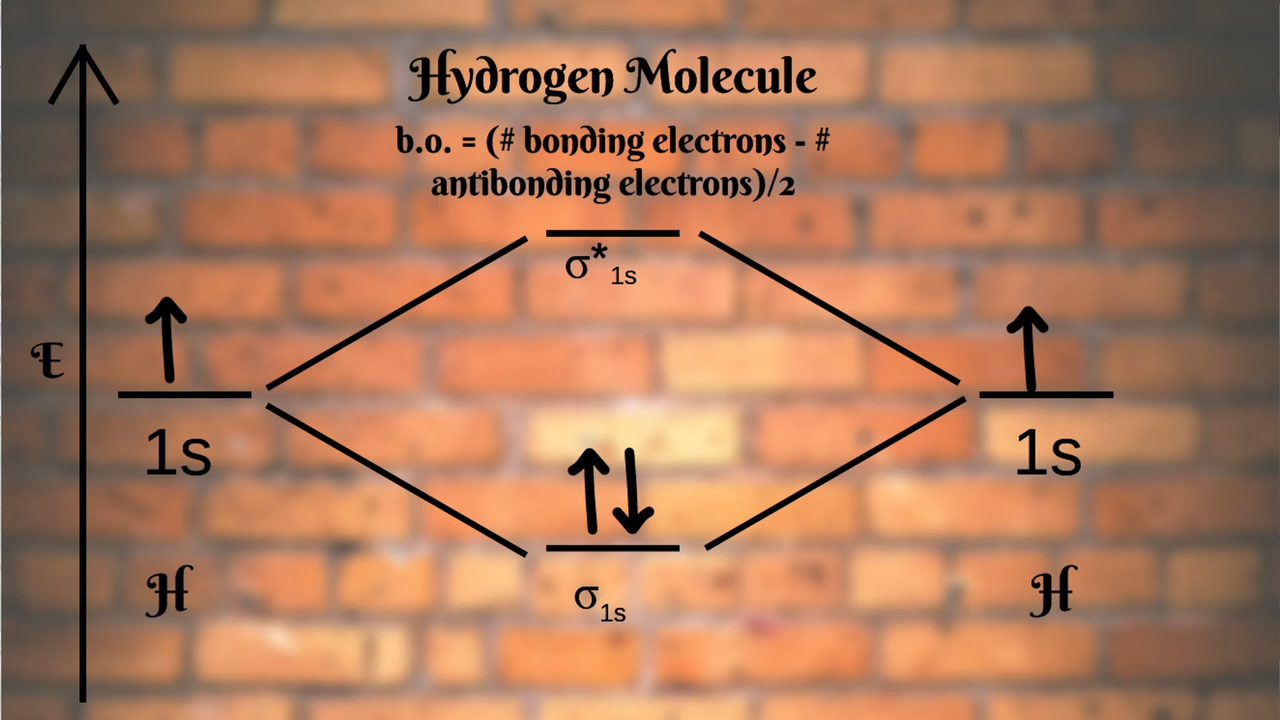 Hydrogen Molecule
b.o. = (# bonding electrons - #
antibonding electrons)/2
σ*1s
E
1s
1s
σ1s
H
H